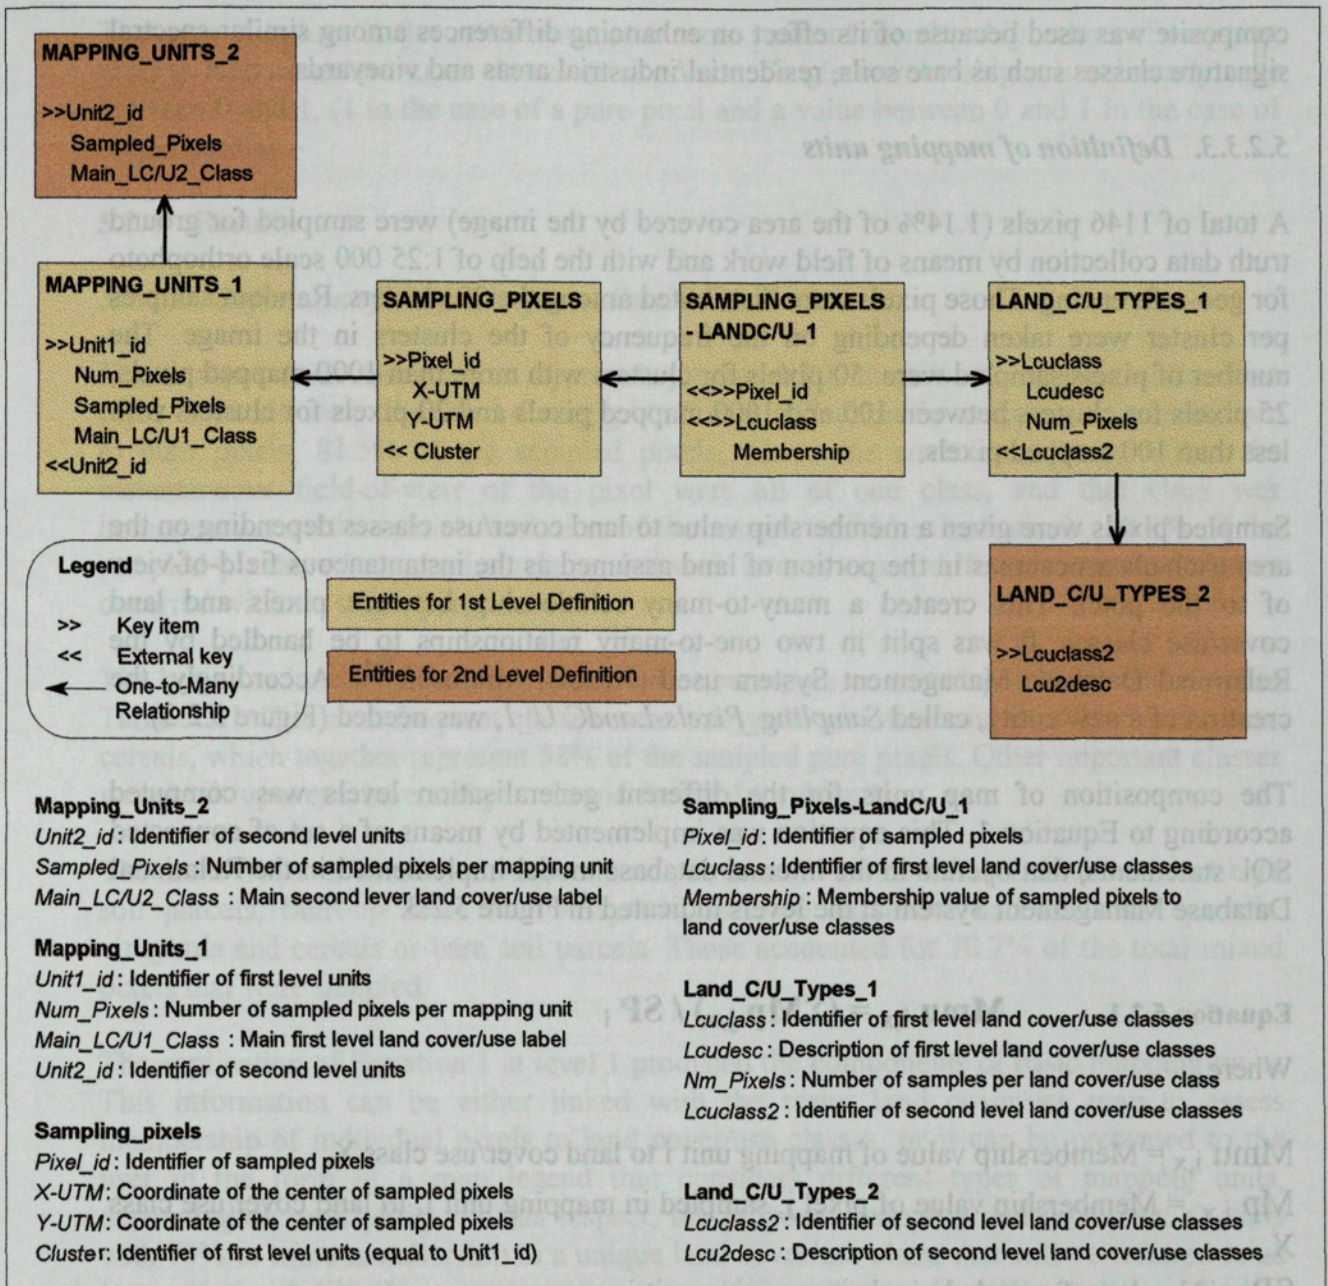 MAPPING_UNITS_2
>>Unit2_id
Sampled_Pixels
Main_LC/U2_Class
MAPPING_UNITS_1
>>Unit1_id
Num_Pixels
Sampled_Pixels
Main_LC/U1_Class
<<Unit2_id
SAMPLING_PIXELS
>>Pixel_id
X-UTM
Y-UTM
<< Cluster
SAMPLING_PIXELS
- LANDC/U_1
<<>>Pixel_id
<<>>Lcuclass
Membership
LAND_C/U_TYPES_1
>>Lcuclass
Lcudesc
Num_Pixels
<<Lcuclass2
LAND_C/U_TYPES_2
>>Lcuclass2
Lcu2desc
Legend
>> Key item
<< External key
One-to-Many
Relationship
Entities for 1st Level Definition
Entities for 2nd Level Definition
Mapping_Units_2
Unit2_id : Identifier of second level units
Sampled_Pixels : Number of sampled pixels per mapping unit
Main_LC/U2_Class : Main second lever land cover/use label
Mapping_Units_1
Unit1_id : Identifier of first level units
Num_Pixels : Number of sampled pixels per mapping unit
Main_LC/U1_Class : Main first level land cover/use label
Unit2_id : Identifier of second level units
Sampling_pixels
Pixel_id : Identifier of sampled pixels
X-UTM : Coordinate of the center of sampled pixels
Y-UTM : Coordinate of the center of sampled pixels
Cluster: Identifier of first level units (equal to Unit1_id)
Sampling_Pixels-LandC/U_1
Pixel_id : Identifier of sampled pixels
Lcuclass : Identifier of first level land cover/use classes
Membership : Membership value of sampled pixels to
land cover/use classes
Land_C/U_Types_1
Lcuclass : Identifier of first level land cover/use classes
Lcudesc : Description of first level land cover/use classes
Nm_Pixels : Number of samples per land cover/use class
Lcuclass2 : Identifier of second level land cover/use classes
Land_C/U_Types_2
Lcuclass2 : Identifier of second level land cover/use classes
Lcu2desc : Description of second level land cover/use classes